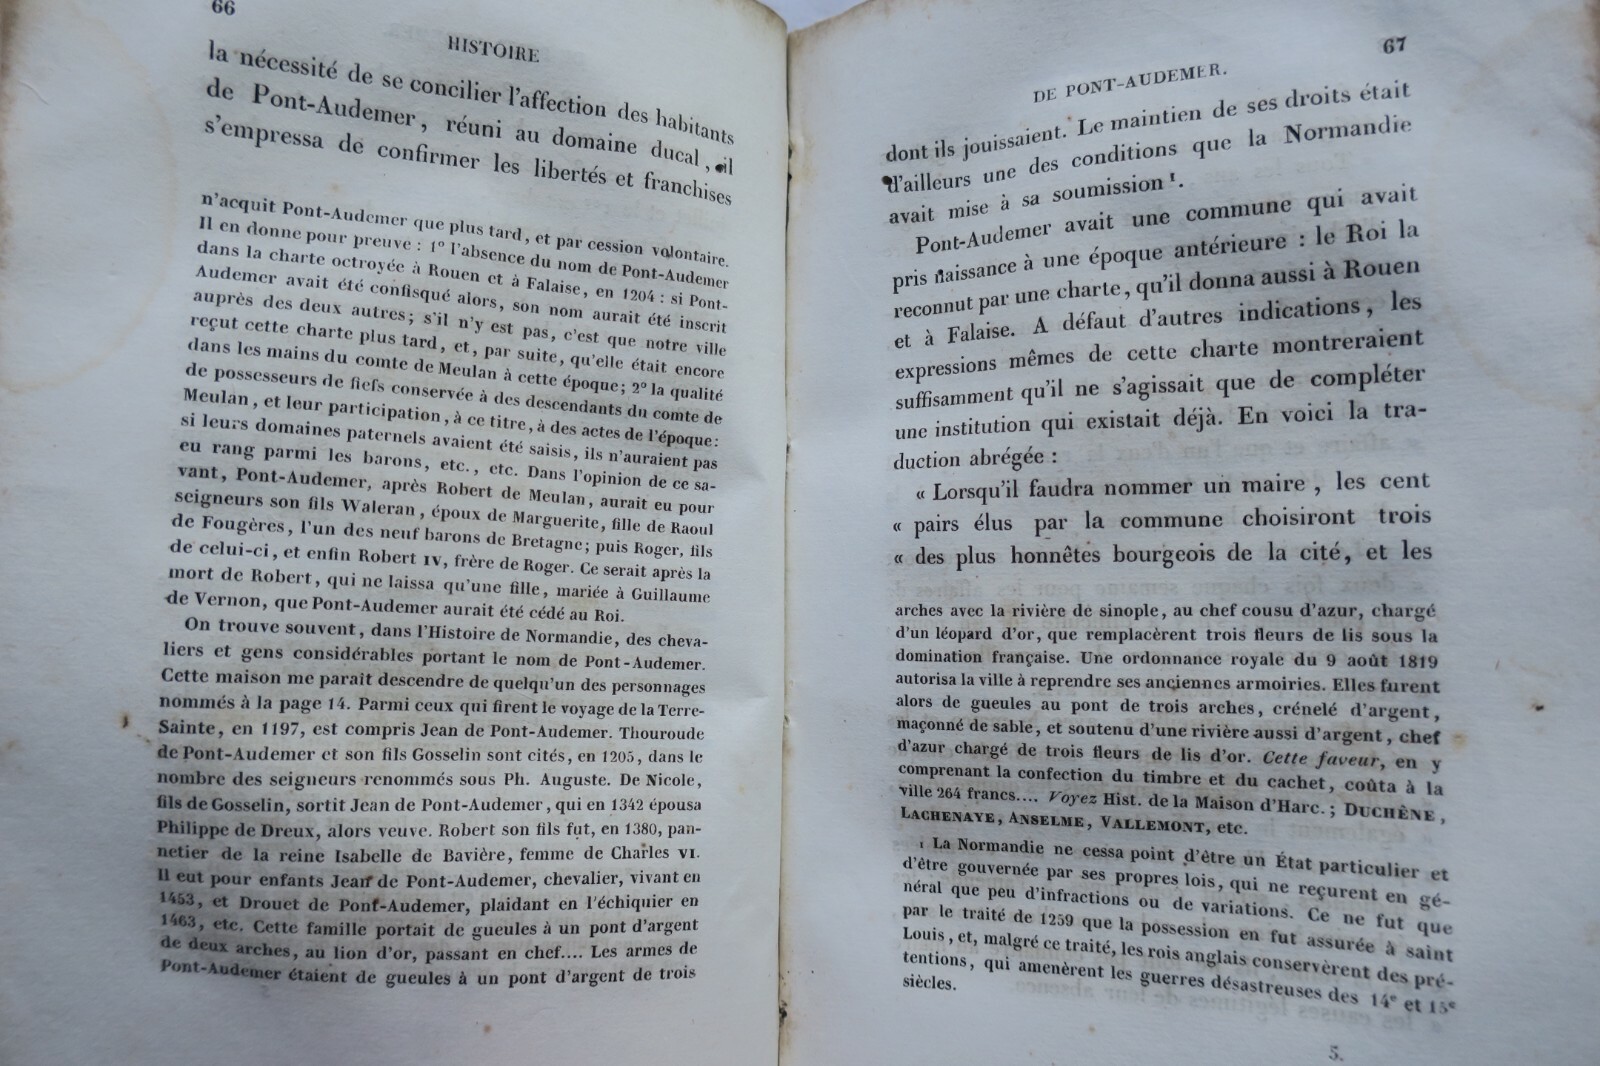 66
HISTOIRE
la nécessité de se concilier l'affection des habitants
de Pont-Audemer, réuni au domaine ducal, il
s'empressa de confirmer les libertés et franchises
n'acquit Pont-Audemer que plus tard, et par cession volontaire.
Il en donne pour preuve : 1º l'absence du nom de Pont-Audemer
dans la charte octroyée à Rouen et à Falaise, en 1204 : si Pont-
Audemer avait été confisqué alors, son nom aurait été inscrit
auprès des deux autres; s'il n'y est pas, c'est que notre ville
reçut cette charte plus tard, et, par suite, qu'elle était encore
dans les mains du comte de Meulan à cette époque; 2º la qualité
de possesseurs de fiefs conservée à des descendants du comte de
Meulan, et leur participation, à ce titre, à des actes de l'époque:
si leurs domaines paternels avaient été saisis, ils n'auraient pas
eu rang parmi les barons, etc., etc. Dans l'opinion de ce sa-
vant, Pont-Audemer, après Robert de Meulan, aurait eu pour
seigneurs son fils Waleran, époux de Marguerite, fille de Raoul
de Fougères, l'un des neuf barons de Bretagne; puis Roger, fils
de celui-ci, et enfin Robert IV, frère de Roger. Ce serait après la
mort de Robert, qui ne laissa qu'une fille, mariée à Guillaume
de Vernon, que Pont-Audemer aurait été cédé au Roi.
On trouve souvent, dans l'Histoire de Normandie, des cheva-
liers et gens considérables portant le nom de Pont-Audemer.
Cette maison me paraît descendre de quelqu'un des personnages
nommés à la page 14. Parmi ceux qui firent le voyage de la Terre-
Sainte, en 1197, est compris Jean de Pont-Audemer. Thouroude
de Pont-Audemer et son fils Gosselin sont cités, en 1205, dans le
nombre des seigneurs renommés sous Ph. Auguste. De Nicole,
fils de Gosselin, sortit Jean de Pont-Audemer, qui en 1342 épousa
Philippe de Dreux, alors veuve. Robert son fils fut, en 1380, pan-
netier de la reine Isabelle de Bavière, femme de Charles VI.
Il eut pour enfants Jean de Pont-Audemer, chevalier, vivant en
1453, et Drouet de Pont-Audemer, plaidant en l'échiquier en
1463, etc. Cette famille portait de gueules à un pont d'argent
de deux arches, au lion d'or, passant en chef.... Les armes de
Pont-Audemer étaient de gueules à un pont d'argent de trois
67
DE PONT-AUDEMER.
dont ils jouissaient. Le maintien de ses droits était
d'ailleurs une des conditions que la Normandie
avait mise à sa soumission ¹.
Pont-Audemer avait une commune qui avait
pris naissance à une époque antérieure : le Roi la
reconnut par une charte, qu'il donna aussi à Rouen
et à Falaise. A défaut d'autres indications, les
expressions mêmes de cette charte montreraient
suffisamment qu'il ne s'agissait que de compléter
une institution qui existait déjà. En voici la tra-
duction abrégée :
« Lorsqu'il faudra nommer un maire, les cent
« pairs élus par la commune choisiront trois
« des plus honnêtes bourgeois de la cité, et les
arches avec la rivière de sinople, au chef cousu d'azur, chargé
d'un léopard d'or, que remplacèrent trois fleurs de lis sous la
domination française. Une ordonnance royale du 9 août 1819
autorisa la ville à reprendre ses anciennes armoiries. Elles furent
alors de gueules au pont de trois arches, crénelé d'argent,
maçonné de sable, et soutenu d'une rivière aussi d'argent, chef
d'azur chargé de trois fleurs de lis d'or. Cette faveur, en y
comprenant la confection du timbre et du cachet, coûta à la
ville 264 francs.... Voyez Hist. de la Maison d'Harc.; DUCHÊNE,
LACHENAYE, ANSELME, VALLEMONT, etc.
1 La Normandie ne cessa point d'être un État particulier et
d'être gouvernée par ses propres lois, qui ne reçurent en gé-
néral que peu d'infractions ou de variations. Ce ne fut que
par le traité de 1259 que la possession en fut assurée à saint
Louis, et, malgré ce traité, les rois anglais conservèrent des pré-
tentions, qui amenèrent les guerres désastreuses des 14e et 15e
siècles.
5.